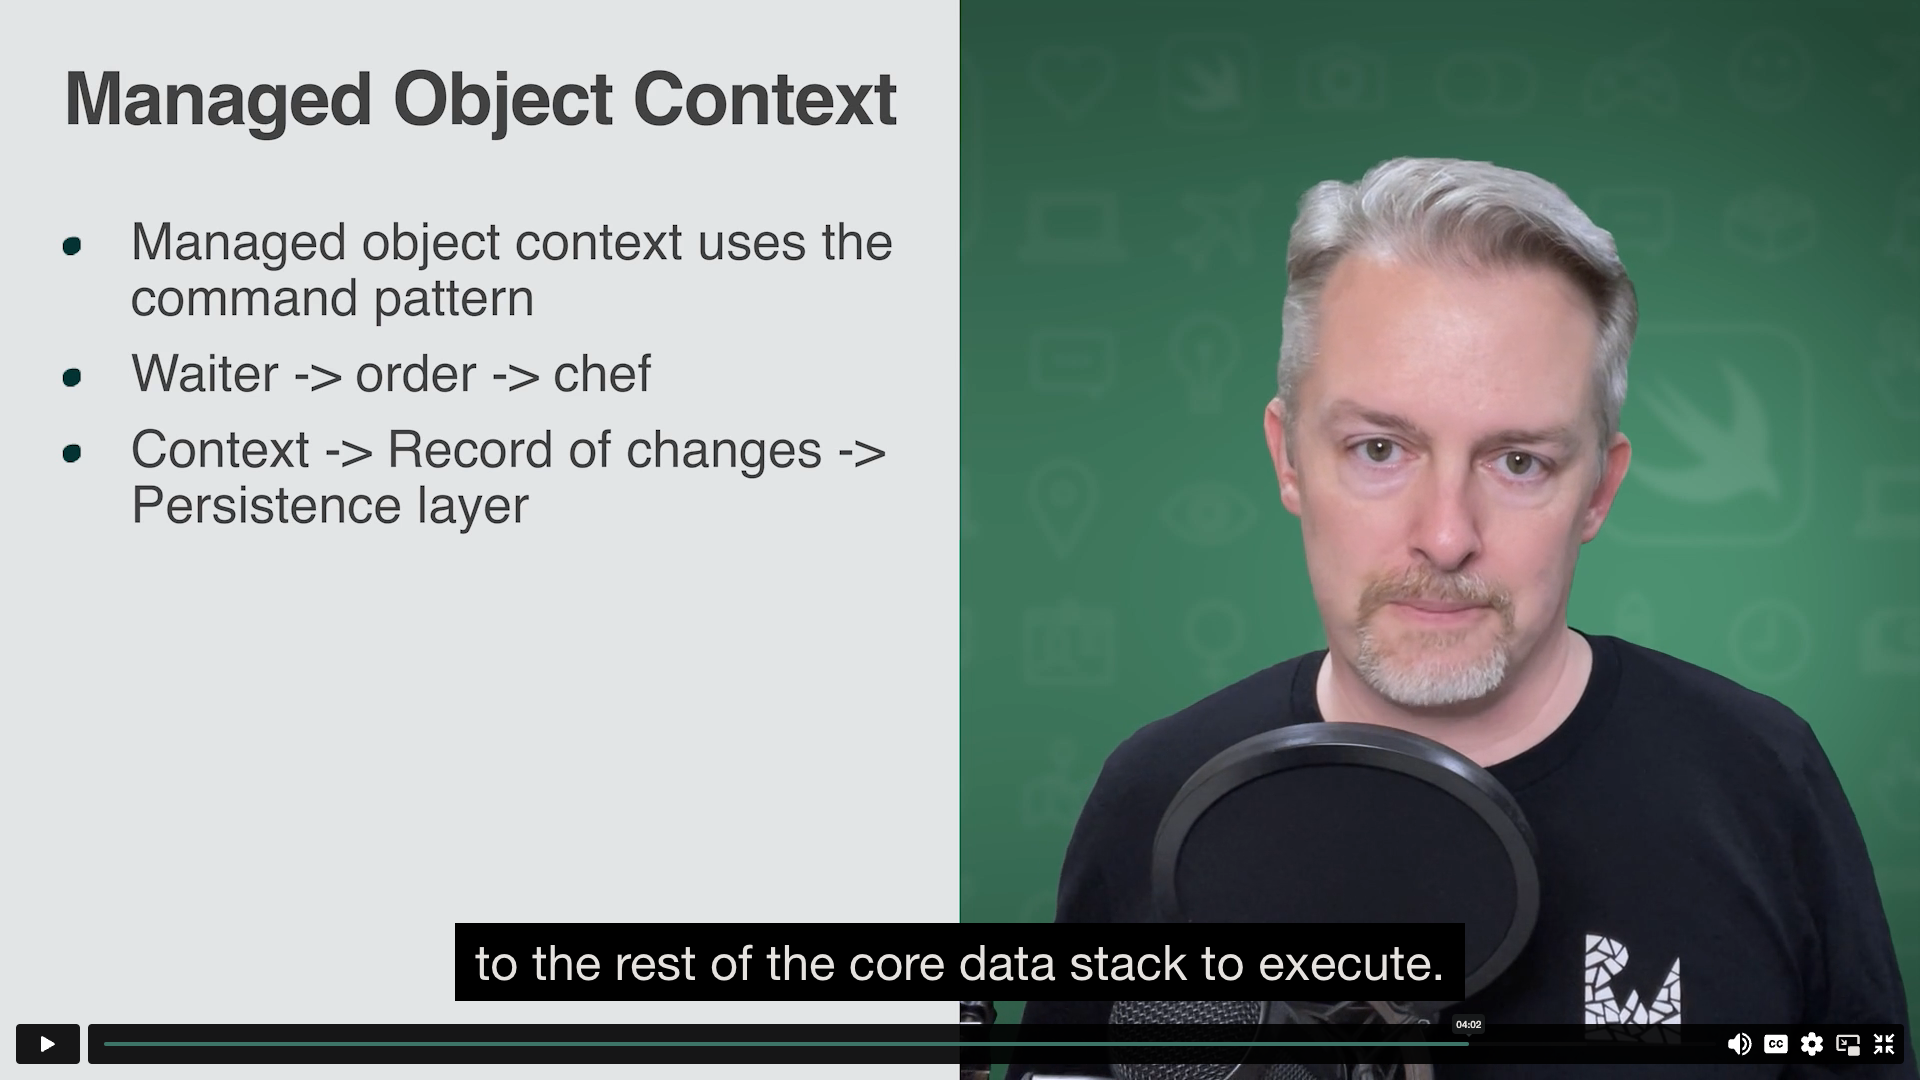 Managed Object Context
Managed object context uses the
command pattern
Waiter -> order -> chef
Context -> Record of changes ->
Persistence layer
to the rest of the core data stack to execute.
04:02
CC